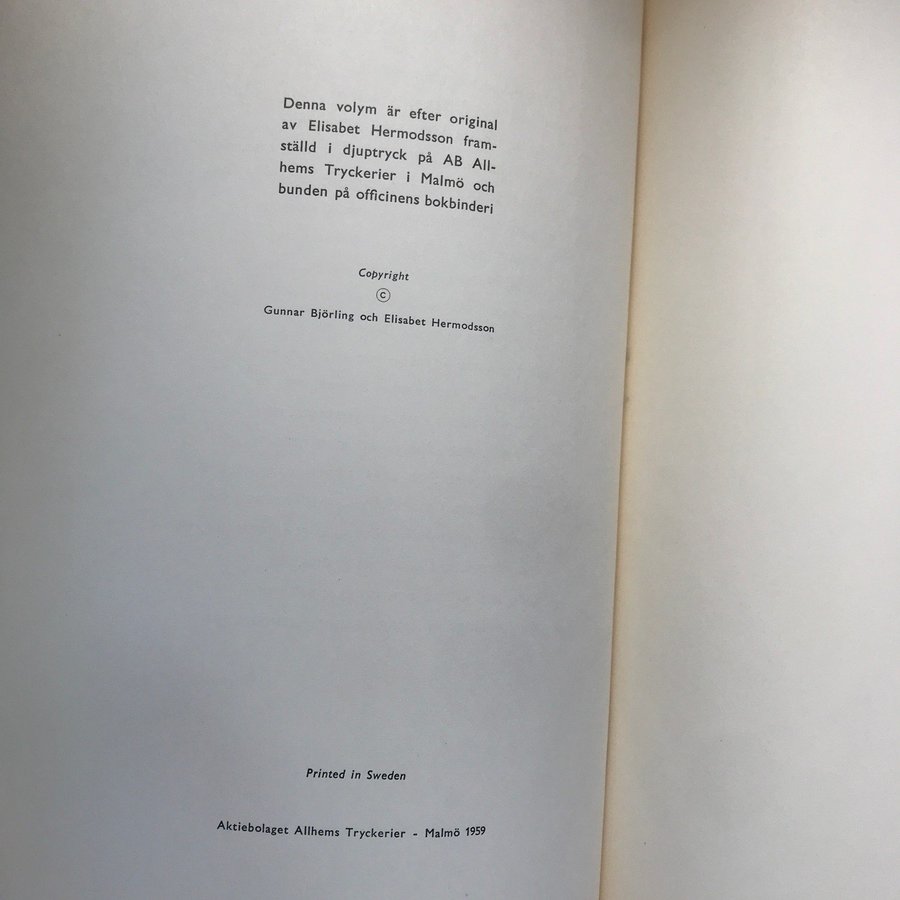 Denna volym är efter original
av Elisabet Hermodsson fram-
ställd i djuptryck på AB All-
hems Tryckerier i Malmö och
bunden på officinens bokbinderi
Copyright
©
Gunnar Björling och Elisabet Hermodsson
Printed in Sweden
Aktiebolaget Allhems Tryckerier - Malmö 1959